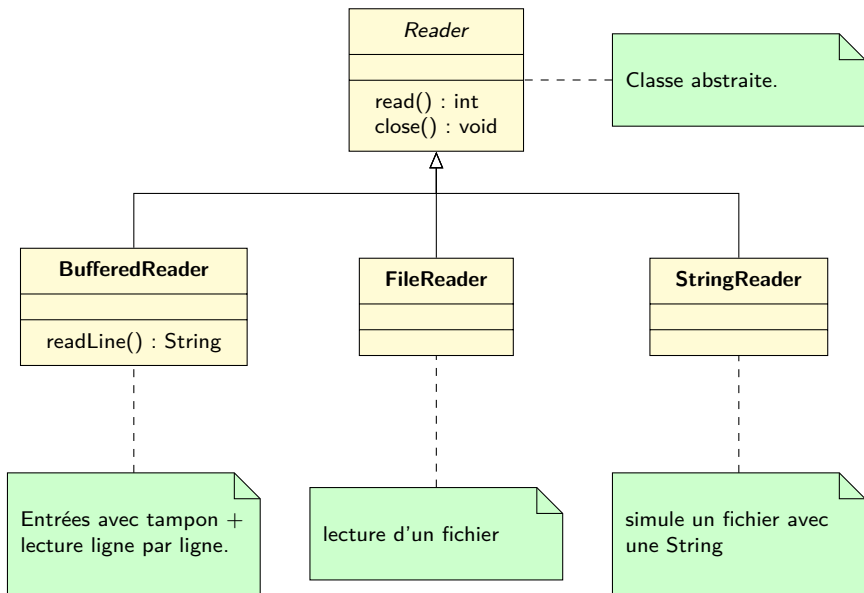 Reader
Classe abstraite.
read() : int
close() : void
BufferedReader
FileReader
StringReader
readLine() : String
Entrées avec tampon +
lecture ligne par ligne.
lecture d'un fichier
simule un fichier avec
une String